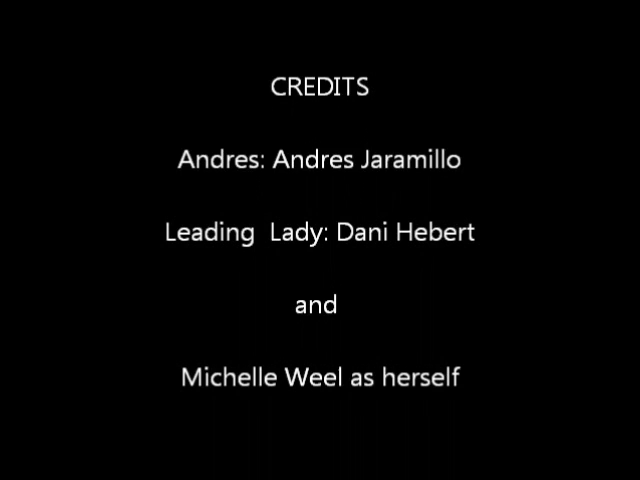 CREDITS
Andres: Andres Jaramillo
Leading  Lady: Dani Hebert
and
Michelle Weel as herself